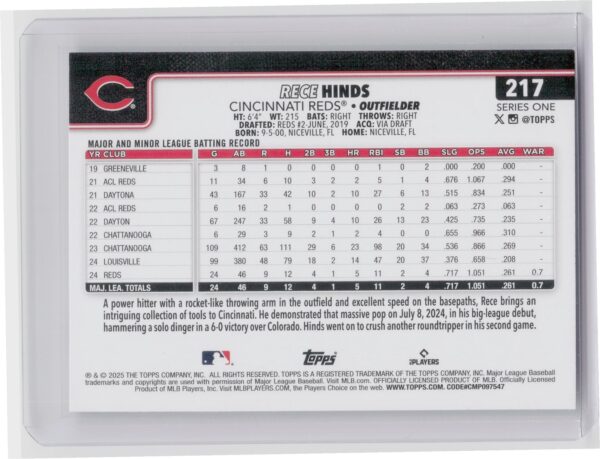 RECE HINDS
CINCINNATI REDS® • OUTFIELDER
HT: 6'4" WT: 215 BATS: RIGHT THROWS: RIGHT
DRAFTED: REDS #2-JUNE, 2019 ACQ: VIA DRAFT
BORN: 9-5-00, NICEVILLE, FL HOME: NICEVILLE, FL
217
SERIES ONE
@TOPPS
MAJOR AND MINOR LEAGUE BATTING RECORD
YR CLUB G AB R H 2B 3B HR RBI SB BB SLG OPS AVG WAR
19 GREENEVILLE 3 8 1 0 0 0 0 1 0 2 .000 .200 .000 -
21 ACL REDS 11 34 6 10 3 2 2 5 1 4 .676 1.067 .294 -
21 DAYTONA 43 167 33 42 10 2 10 27 6 13 .515 .834 .251 -
22 ACL REDS 6 16 2 1 0 0 0 2 2 .063 .273 .063 -
22 DAYTON 67 247 33 58 9 4 10 26 13 23 .425 .735 .235 -
22 CHATTANOOGA 6 29 3 9 2 1 2 4 0 0 .655 .966 .310 -
23 CHATTANOOGA 109 412 63 111 29 6 23 98 20 34 .536 .866 .269 -
24 LOUISVILLE 99 380 48 79 18 2 14 47 20 37 .376 .658 .208 -
24 REDS 24 46 9 12 4 1 5 11 2 4 .717 1.051 .261 0.7
MAJ. LEA. TOTALS 24 46 9 12 4 1 5 11 2 4 .717 1.051 .261 0.7
A power hitter with a rocket-like throwing arm in the outfield and excellent speed on the basepaths, Rece brings an
intriguing collection of tools to Cincinnati. He demonstrated that massive pop on July 8, 2024, in his big-league debut,
hammering a solo dinger in a 6-0 victory over Colorado. Hinds went on to crush another roundtripper in his second game.
Topps
PLAYERS
® & © 2025 THE TOPPS COMPANY, INC. ALL RIGHTS RESERVED. TOPPS IS A REGISTERED TRADEMARK OF THE TOPPS COMPANY, INC. Major League Baseball
trademarks and copyrights are used with permission of Major League Baseball. Visit MLB.com. OFFICIALLY LICENSED PRODUCT OF MLB. Officially Licensed
Product of MLB Players, Inc. Visit MLBPLAYERS.com, the Players Choice on the web. WWW.TOPPS.COM. CODE#CMP097547